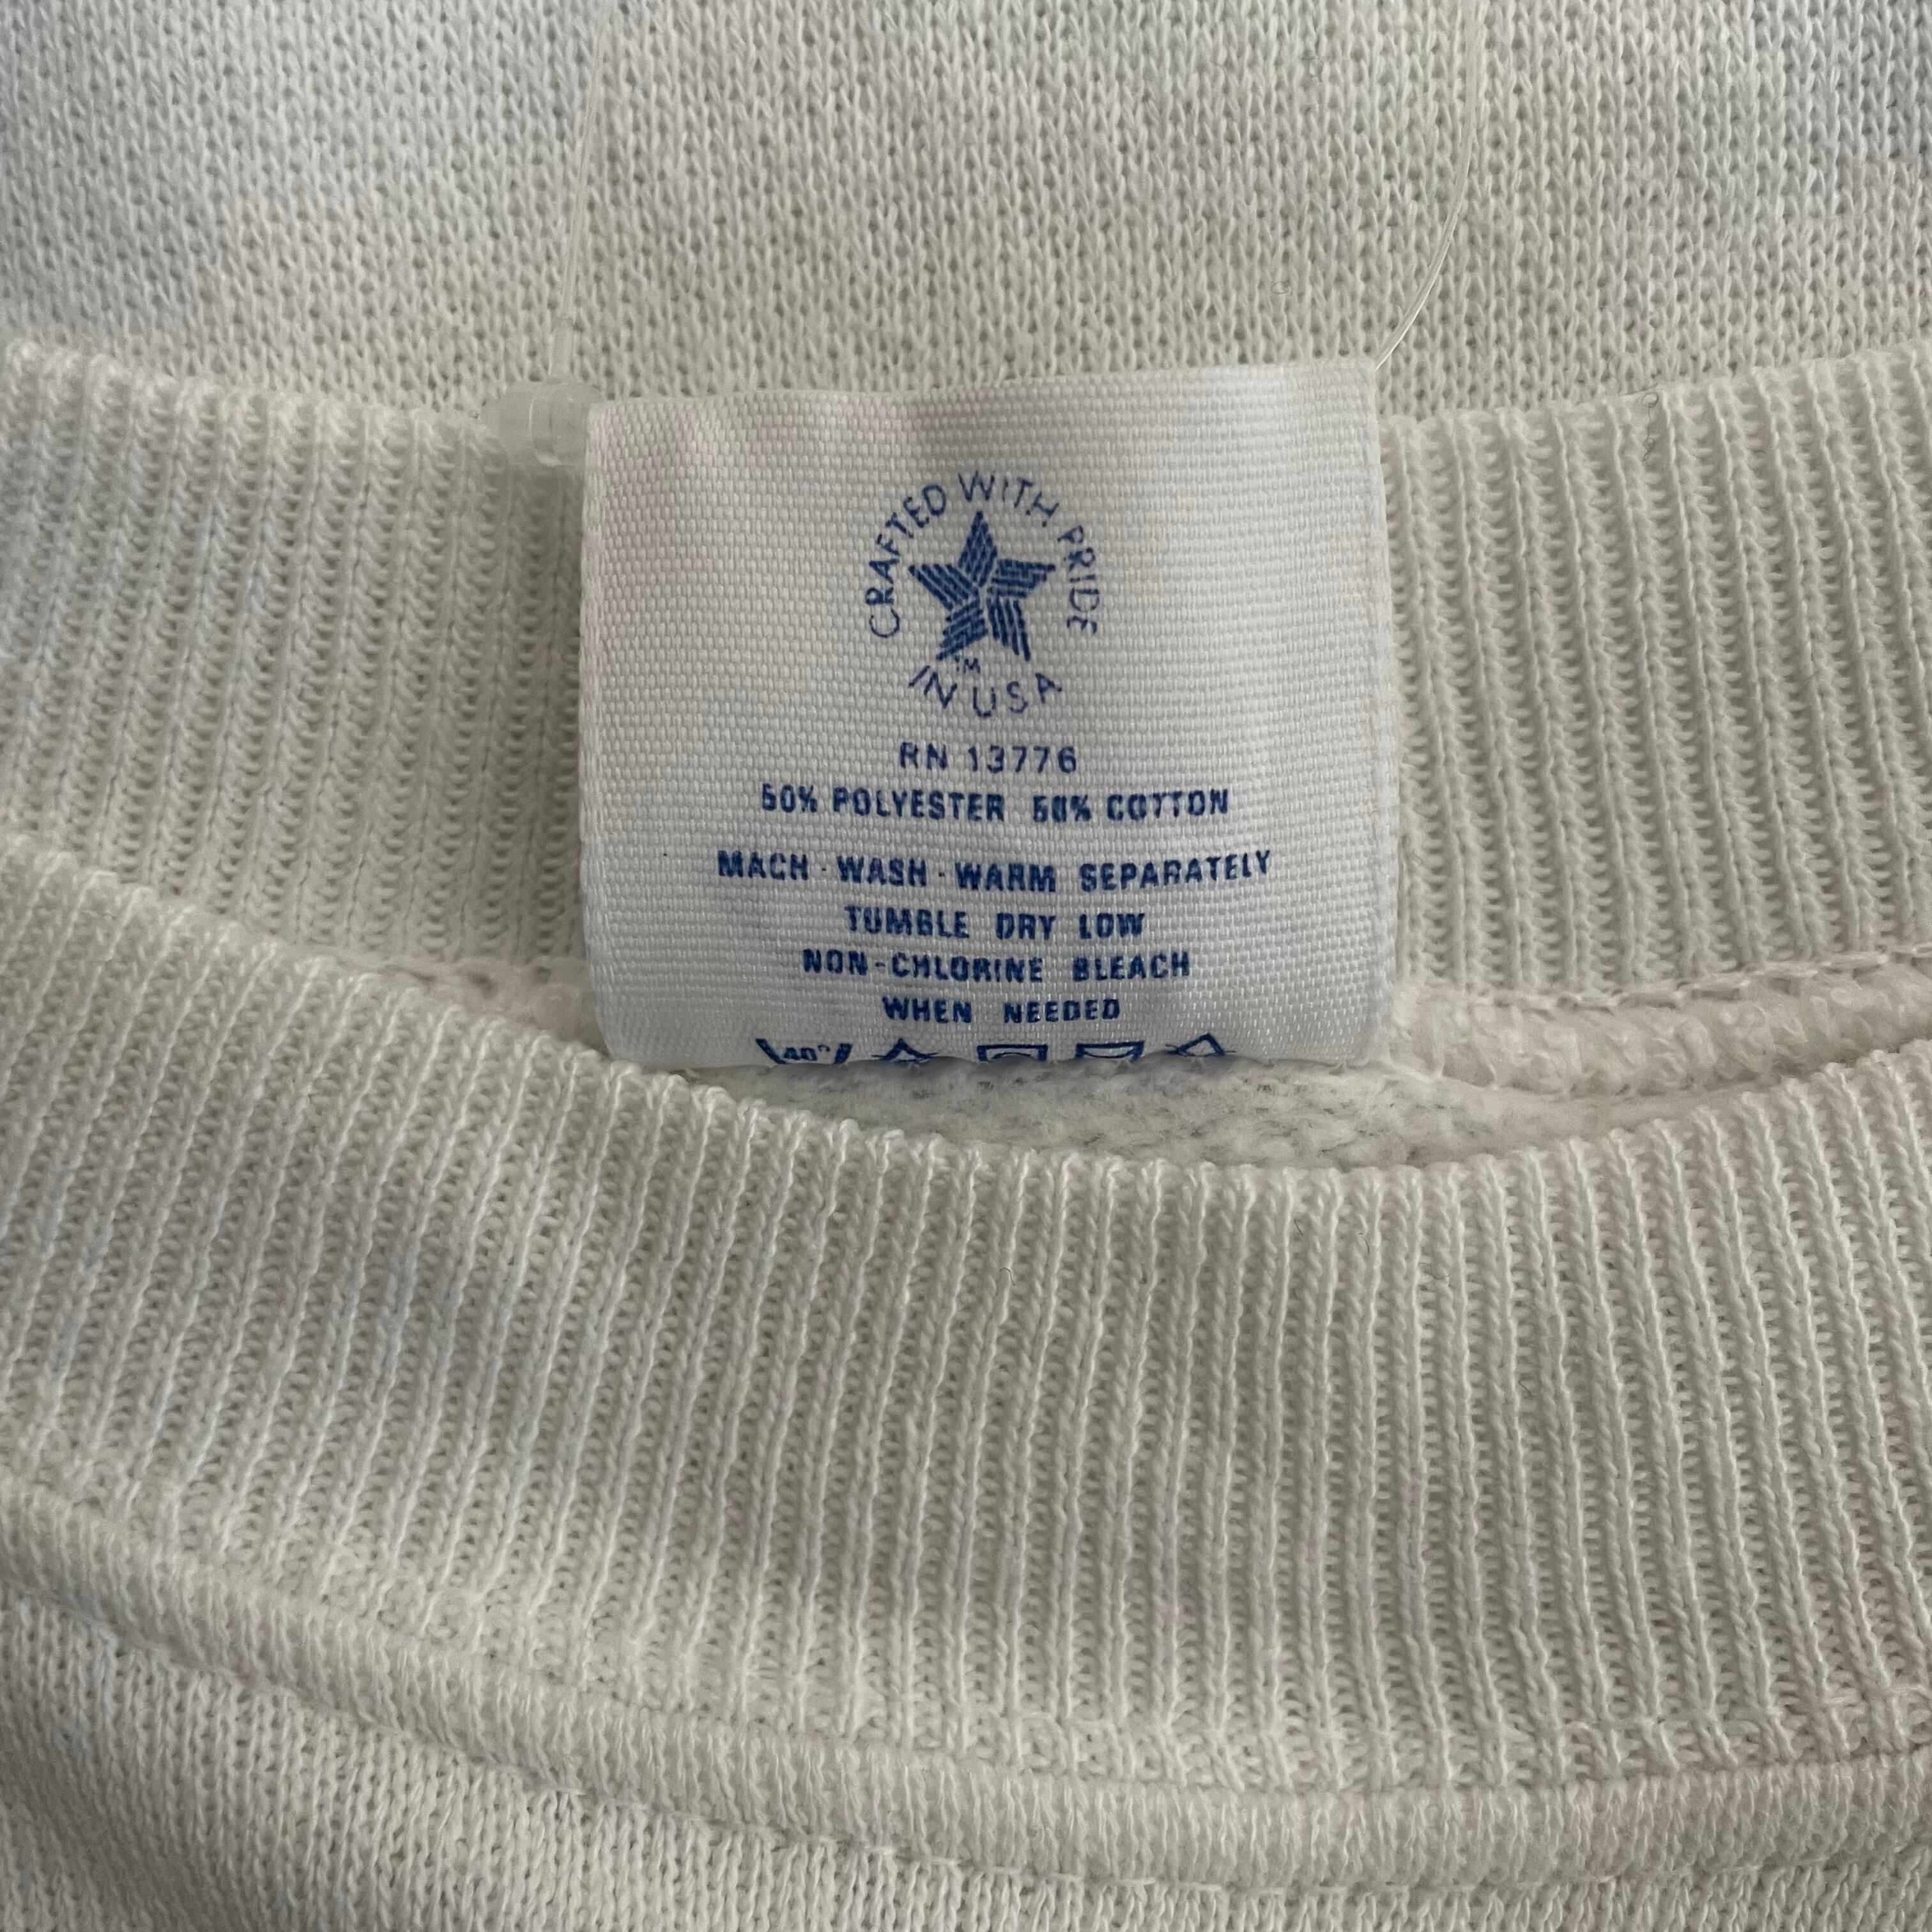 CRAFTED WITH PRIDE
TM
IN USA
RN 13776
50% POLYESTER 50% COTTON
MACH - WASH - WARM SEPARATELY
TUMBLE DRY LOW
NON-CHLORINE BLEACH
WHEN NEEDED
40°